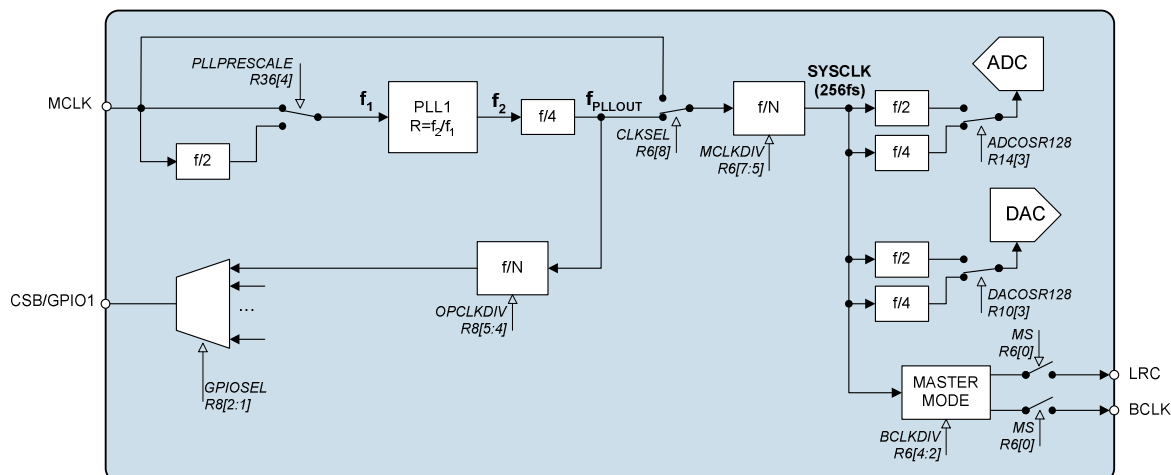 PLLPRESCALE
R36[4]
MCLK
f/2
f1
PLL1
R=f2/f1
f2
f/4
fPLLOUT
CLKSEL
R6[8]
f/N
MCLKDIV
R6[7:5]
SYSCLK
(256fs)
f/2
f/4
ADC
ADCOSR128
R14[3]
DAC
f/2
f/4
DACOSR128
R10[3]
CSB/GPIO1
...
GPIOSEL
R8[2:1]
f/N
OPCLKDIV
R8[5:4]
MASTER
MODE
BCLKDIV
R6[4:2]
MS
R6[0]
LRC
BCLK
MS
R6[0]